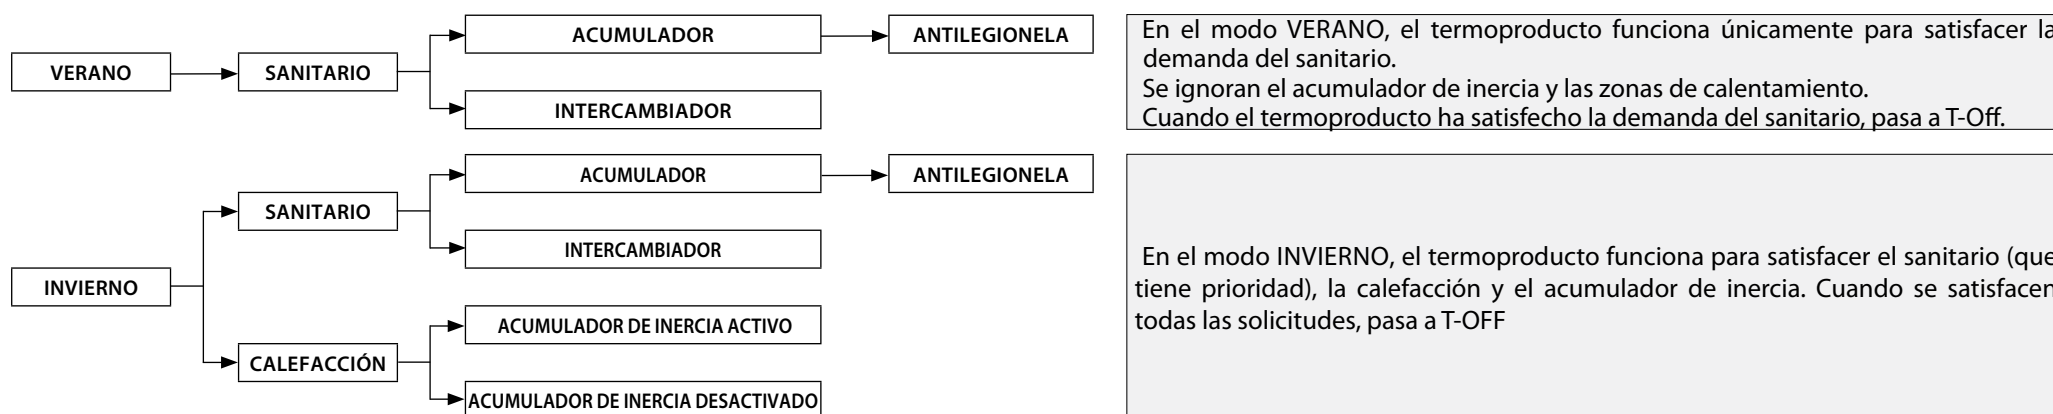 VERANO
SANITARIO
ACUMULADOR
ANTILEGIONELA
INTERCAMBIADOR
En el modo VERANO, el termoproducto funciona únicamente para satisfacer la
demanda del sanitario.
Se ignoran el acumulador de inercia y las zonas de calentamiento.
Cuando el termoproducto ha satisfecho la demanda del sanitario, pasa a T-Off.
INVIERNO
SANITARIO
ACUMULADOR
ANTILEGIONELA
INTERCAMBIADOR
CALEFACCIÓN
ACUMULADOR DE INERCIA ACTIVO
ACUMULADOR DE INERCIA DESACTIVADO
En el modo INVIERNO, el termoproducto funciona para satisfacer el sanitario (que
tiene prioridad), la calefacción y el acumulador de inercia. Cuando se satisfacen
todas las solicitudes, pasa a T-OFF